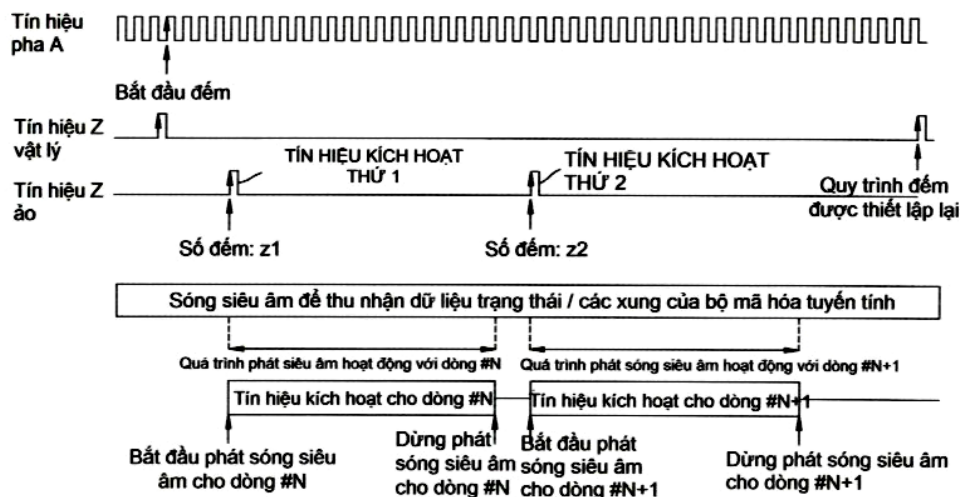 Tín hiệu
pha A
Bắt đầu đếm
Tín hiệu Z
vật lý
TÍN HIỆU KÍCH HOẠT
THỨ 1
TÍN HIỆU KÍCH HOẠT
THỨ 2
Tín hiệu Z
ảo
Quy trình đếm
được thiết lập lại
Số đếm: z1
Số đếm: z2
Sóng siêu âm để thu nhận dữ liệu trạng thái / các xung của bộ mã hóa tuyến tính
Quá trình phát siêu âm hoạt động với dòng #N
Quá trình phát sóng siêu âm hoạt động với dòng #N+1
Tín hiệu kích hoạt cho dòng #N
Tín hiệu kích hoạt cho dòng #N+1
Bắt đầu phát sóng siêu
âm cho dòng #N
Dừng phát
sóng siêu âm
cho dòng #N
Bắt đầu phát
sóng siêu âm
cho dòng #N+1
Dừng phát sóng siêu âm
cho dòng #N+1